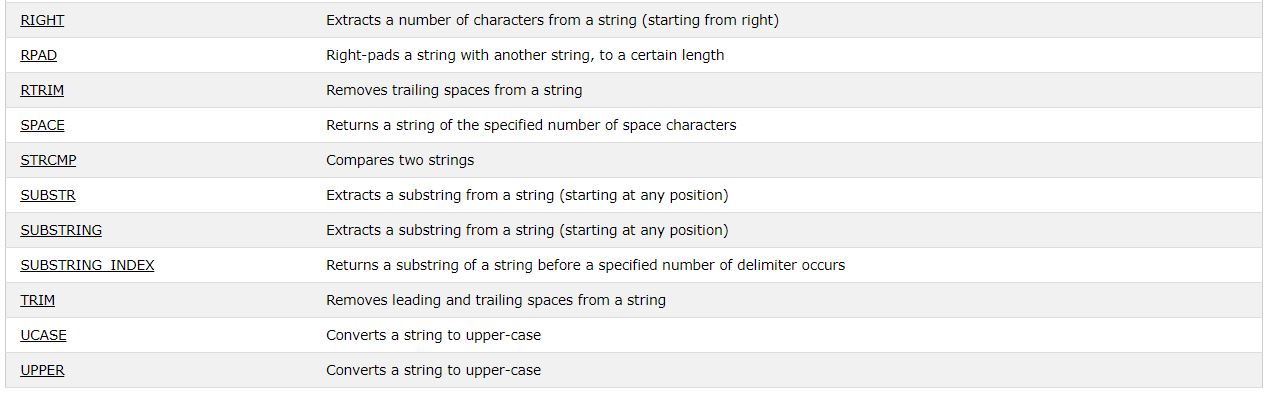 RIGHT Extracts a number of characters from a string (starting from right)
RPAD Right-pads a string with another string, to a certain length
RTRIM Removes trailing spaces from a string
SPACE Returns a string of the specified number of space characters
STRCMP Compares two strings
SUBSTR Extracts a substring from a string (starting at any position)
SUBSTRING Extracts a substring from a string (starting at any position)
SUBSTRING_INDEX Returns a substring of a string before a specified number of delimiter occurs
TRIM Removes leading and trailing spaces from a string
UCASE Converts a string to upper-case
UPPER Converts a string to upper-case